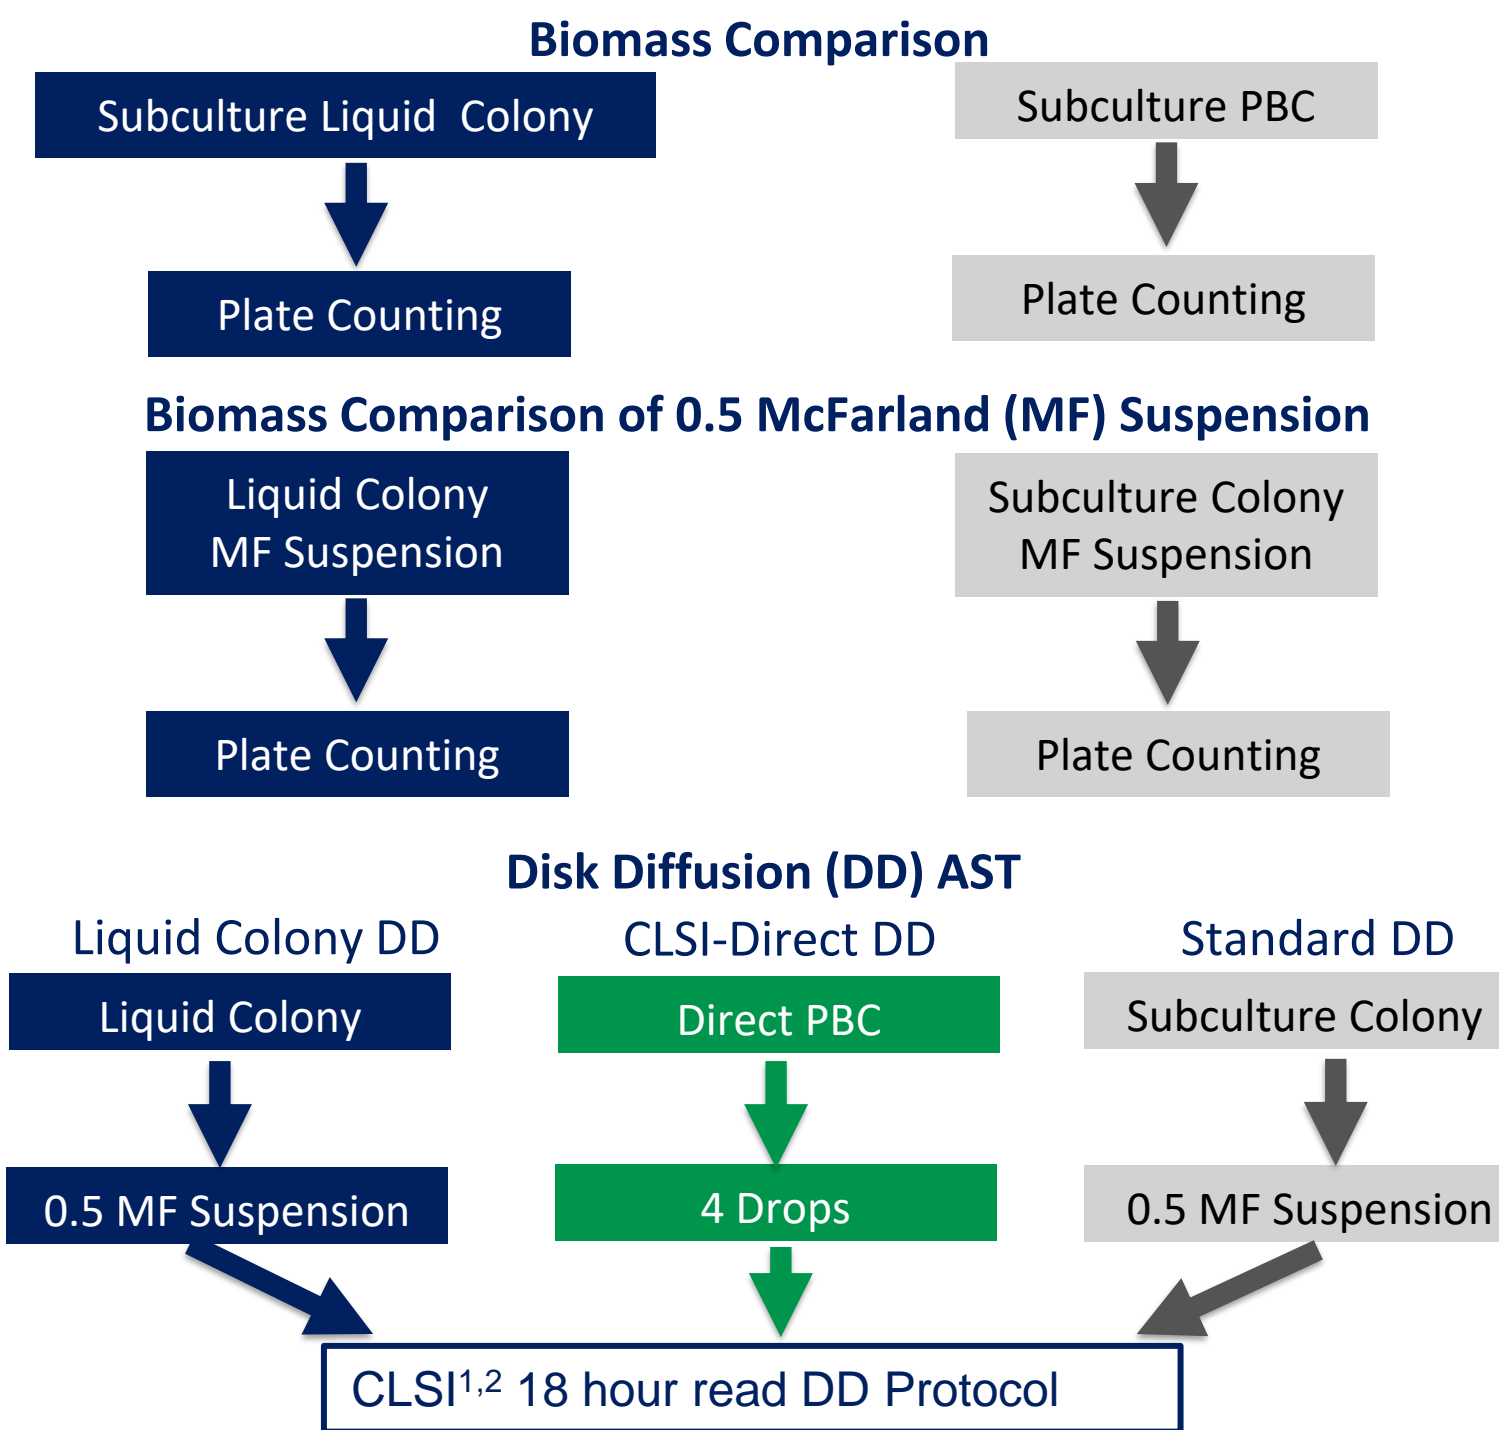 Biomass Comparison
Subculture Liquid Colony
Subculture PBC
Plate Counting
Plate Counting
Biomass Comparison of 0.5 McFarland (MF) Suspension
Liquid Colony
MF Suspension
Subculture Colony
MF Suspension
Plate Counting
Plate Counting
Disk Diffusion (DD) AST
Liquid Colony DD
CLSI-Direct DD
Standard DD
Liquid Colony
Direct PBC
Subculture Colony
0.5 MF Suspension
4 Drops
0.5 MF Suspension
CLSI1,2 18 hour read DD Protocol